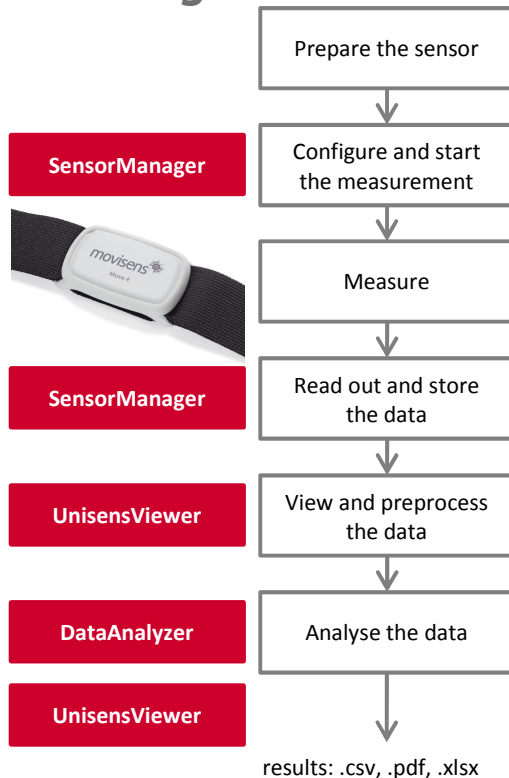 Prepare the sensor
SensorManager
Configure and start
the measurement
movisens
Move 4
Measure
SensorManager
Read out and store
the data
UnisensViewer
View and preprocess
the data
DataAnalyzer
Analyse the data
UnisensViewer
results: .csv, .pdf, .xlsx